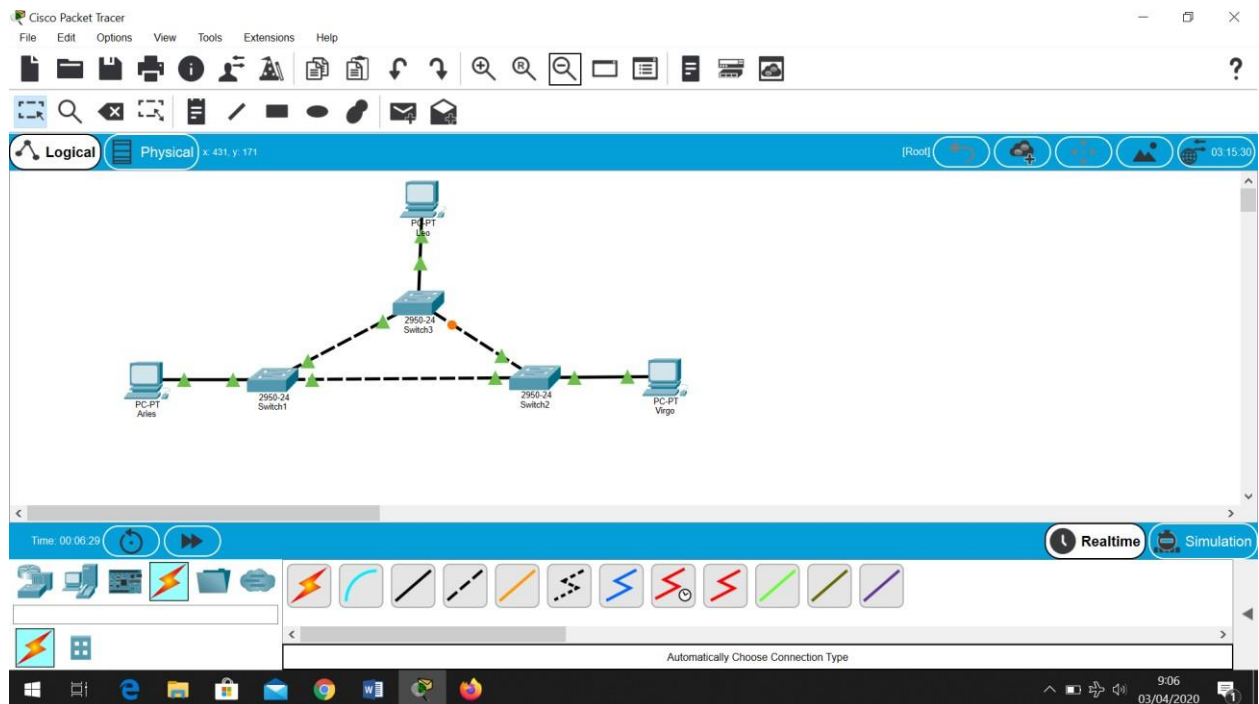 Cisco Packet Tracer
File Edit Options View Tools Extensions Help
R
?
Logical Physical x: 431, y: 171 [Root] 03:15:30
PC-PT
Leo
2950-24
Switch3
PC-PT
Aries
2950-24
Switch1
2950-24
Switch2
PC-PT
Virgo
Time: 00:06:29 Realtime Simulation
Automatically Choose Connection Type
9:06
03/04/2020
1